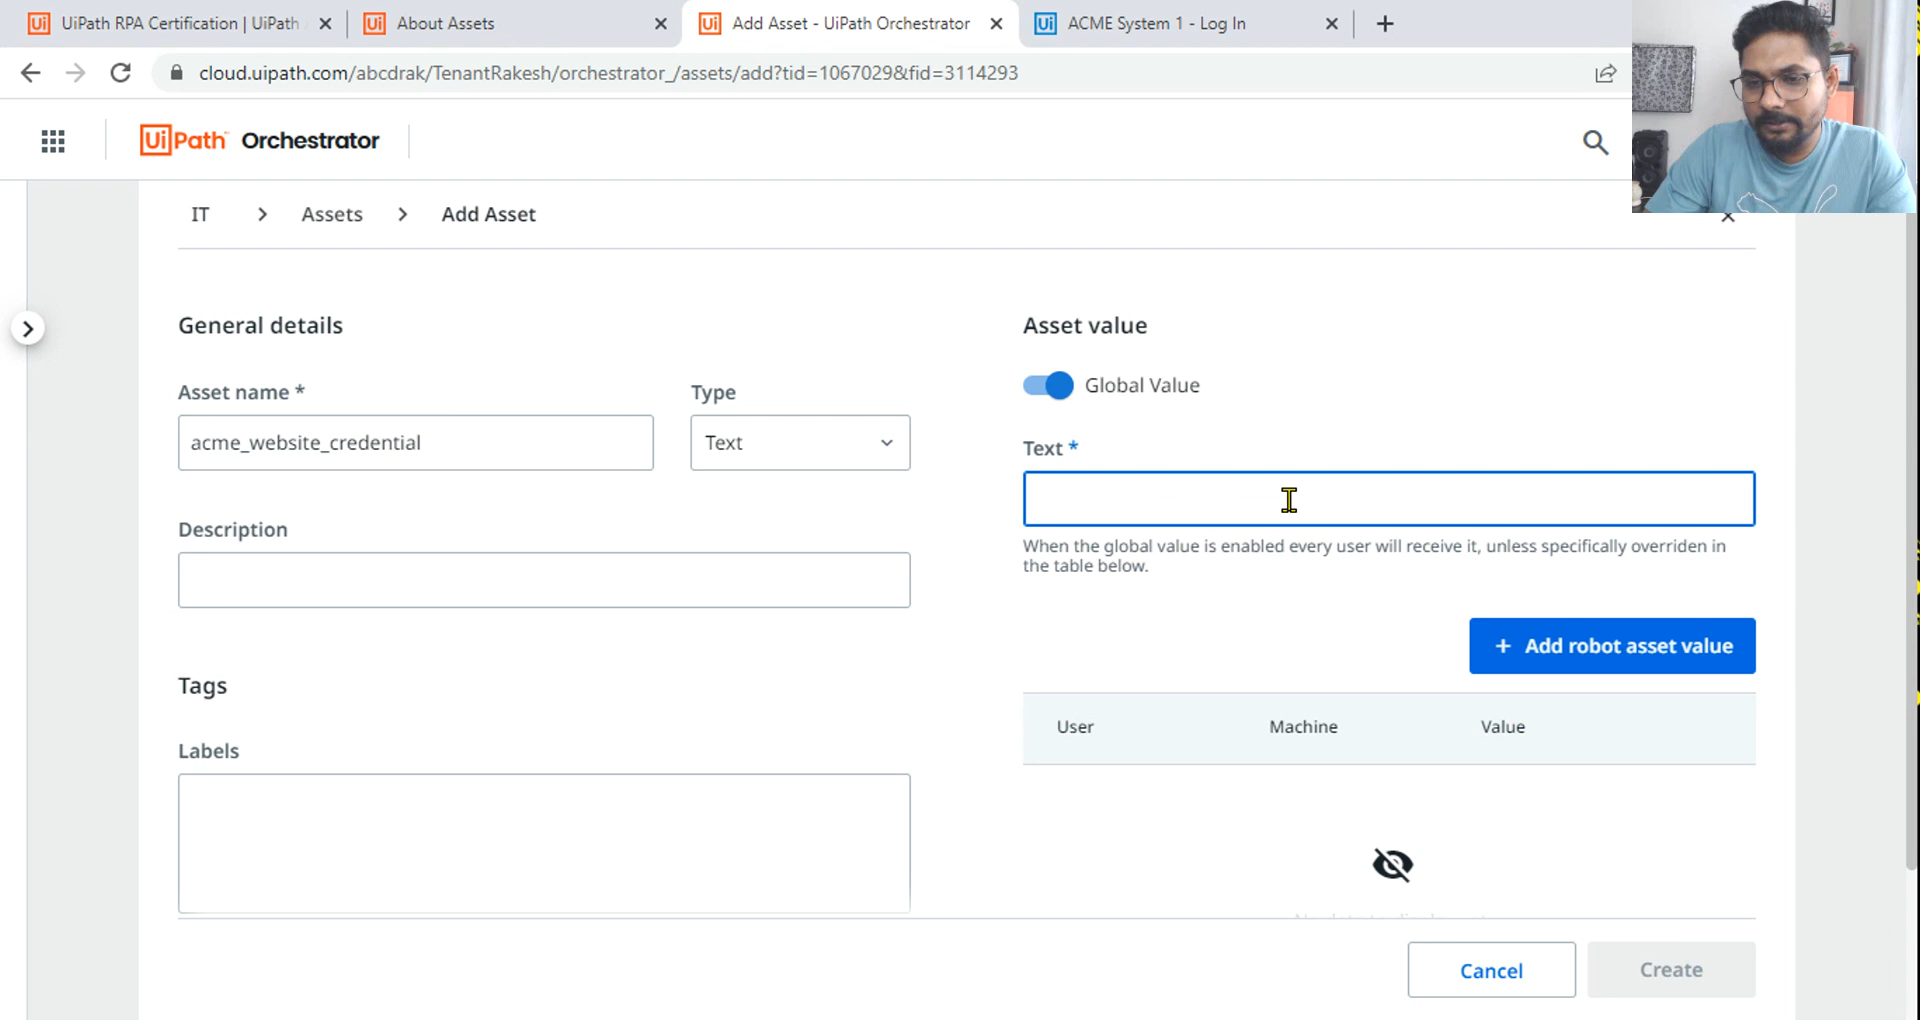 UiPath RPA Certification | UiPath
About Assets
Add Asset - UiPath Orchestrator
ACME System 1 - Log In
cloud.uipath.com/abcdrak/TenantRakesh/orchestrator_/assets/add?tid=1067029&fid=3114293
UiPath Orchestrator
IT > Assets > Add Asset
General details
Asset name *
Type
acme_website_credential
Text
Description
Tags
Labels
Asset value
Global Value
Text *
When the global value is enabled every user will receive it, unless specifically overriden in
the table below.
+ Add robot asset value
User Machine Value
Cancel
Create